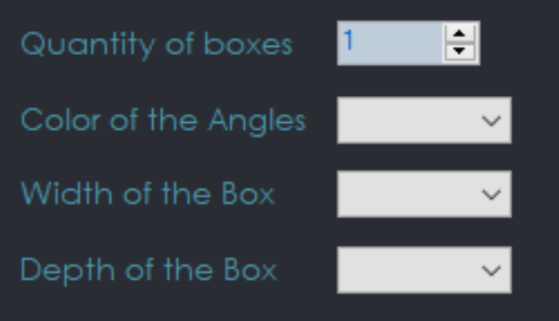 Quantity of boxes 1
Color of the Angles
Width of the Box
Depth of the Box